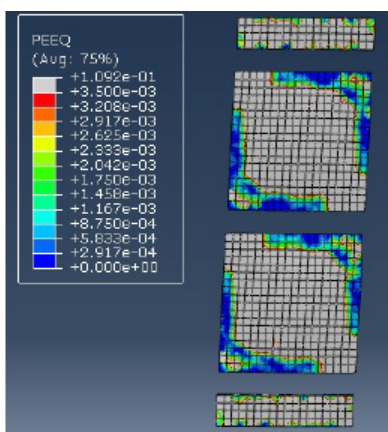 PEEQ
(Avg: 75%)
+1.092e-01
+3.500e-03
+3.208e-03
+2.917e-03
+2.625e-03
+2.333e-03
+2.042e-03
+1.750e-03
+1.458e-03
+1.167e-03
+8.750e-04
+5.833e-04
+2.917e-04
+0.000e+00